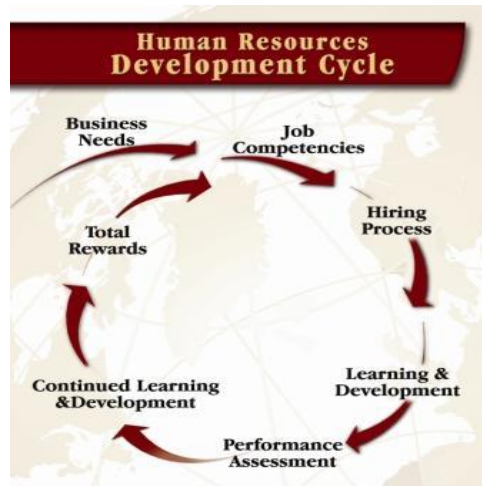 Human Resources
Development Cycle
Business
Needs
Job
Competencies
Hiring
Process
Learning &
Development
Performance
Assessment
Continued Learning
&Development
Total
Rewards